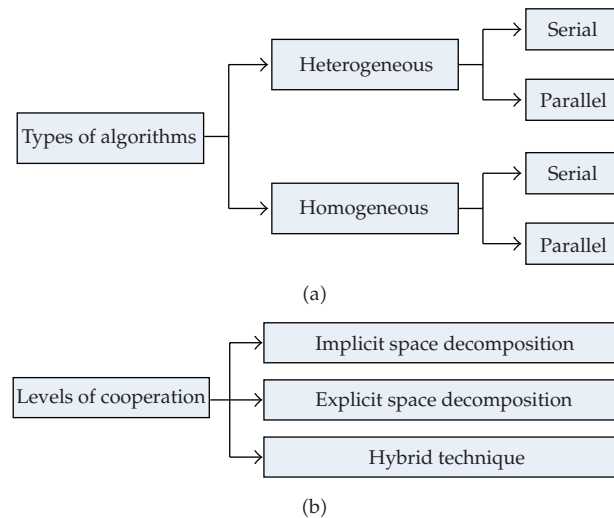 Types of algorithms
Heterogeneous
Serial
Parallel
Homogeneous
Serial
Parallel
(a)
Levels of cooperation
Implicit space decomposition
Explicit space decomposition
Hybrid technique
(b)